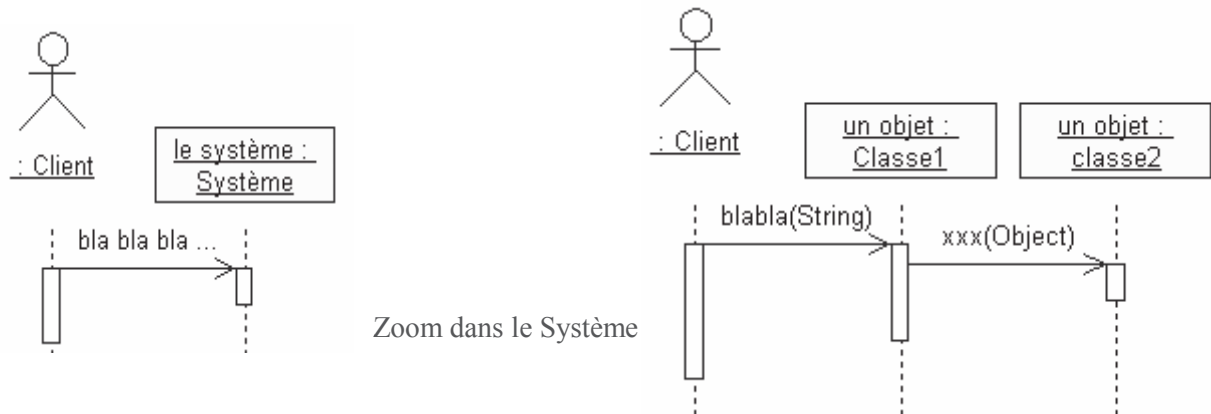 : Client
le système :
Système
bla bla bla ...
Zoom dans le Système
: Client
un objet :
Classe1
un objet :
classe2
blabla(String)
xxx(Object)